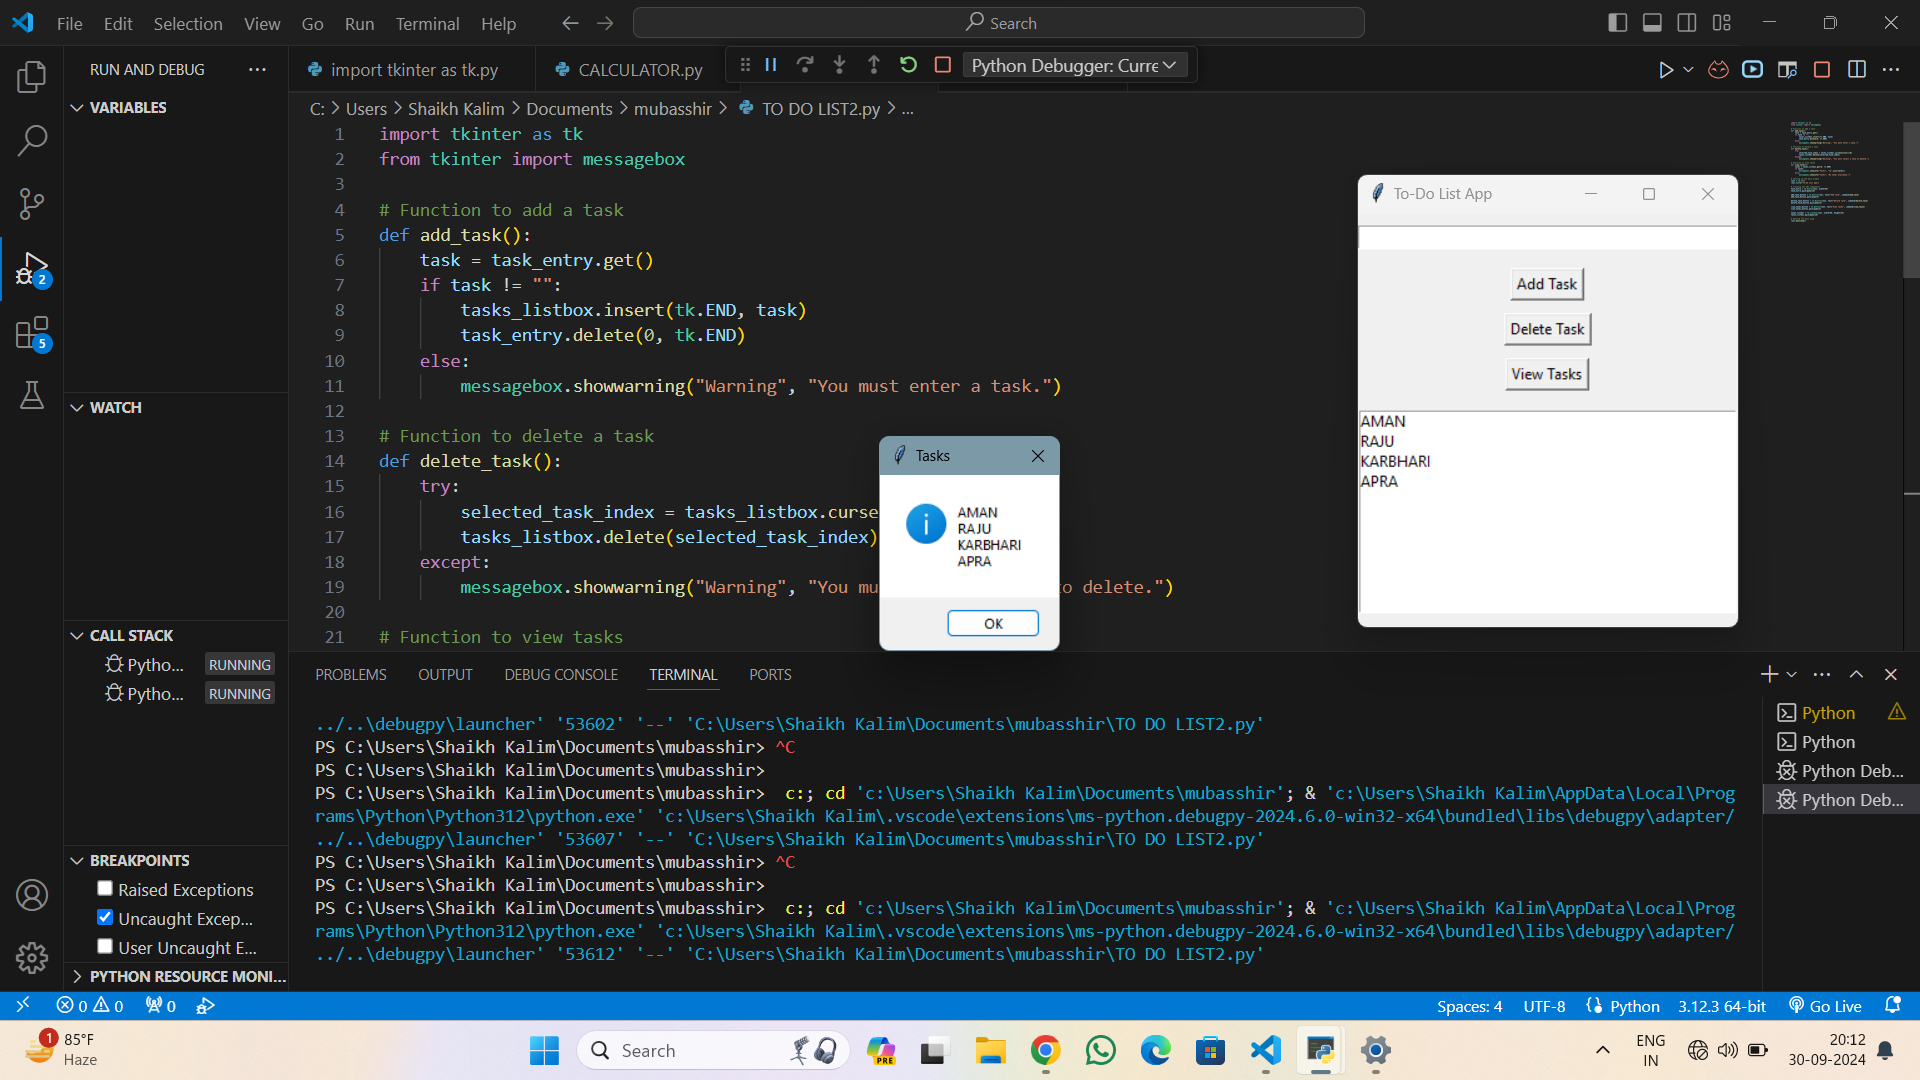 File Edit Selection View Go Run Terminal Help
Search
RUN AND DEBUG
import tkinter as tk.py
CALCULATOR.py
Python Debugger: Curre
VARIABLES
C: > Users > Shaikh Kalim > Documents > mubasshir > TO DO LIST2.py > ...
1 import tkinter as tk
2 from tkinter import messagebox
3
4 # Function to add a task
5 def add_task():
6 task = task_entry.get()
7 if task != "":
8 tasks_listbox.insert(tk.END, task)
9 task_entry.delete(0, tk.END)
10 else:
11 messagebox.showwarning("Warning", "You must enter a task.")
12
13 # Function to delete a task
14 def delete_task():
15 try:
16 selected_task_index = tasks_listbox.curse
17 tasks_listbox.delete(selected_task_index)
18 except:
19 messagebox.showwarning("Warning", "You mu to delete.")
20
21 # Function to view tasks
To-Do List App
Add Task
Delete Task
View Tasks
AMAN
RAJU
KARBHARI
APRA
Tasks
AMAN
RAJU
KARBHARI
APRA
OK
2
5
WATCH
CALL STACK
Pytho... RUNNING
Pytho... RUNNING
BREAKPOINTS
Raised Exceptions
Uncaught Excep...
User Uncaught E...
PYTHON RESOURCE MONI...
PROBLEMS OUTPUT DEBUG CONSOLE TERMINAL PORTS
../..\debugpy\launcher' '53602' '--' 'C:\Users\Shaikh Kalim\Documents\mubasshir\TO DO LIST2.py'
PS C:\Users\Shaikh Kalim\Documents\mubasshir> ^C
PS C:\Users\Shaikh Kalim\Documents\mubasshir>
PS C:\Users\Shaikh Kalim\Documents\mubasshir> c:; cd 'c:\Users\Shaikh Kalim\Documents\mubasshir'; & 'c:\Users\Shaikh Kalim\AppData\Local\Prog
rams\Python\Python312\python.exe' 'c:\Users\Shaikh Kalim\.vscode\extensions\ms-python.debugpy-2024.6.0-win32-x64\bundled\libs\debugpy\adapter/
../..\debugpy\launcher' '53607' '--' 'C:\Users\Shaikh Kalim\Documents\mubasshir\TO DO LIST2.py'
PS C:\Users\Shaikh Kalim\Documents\mubasshir> ^C
PS C:\Users\Shaikh Kalim\Documents\mubasshir>
PS C:\Users\Shaikh Kalim\Documents\mubasshir> c:; cd 'c:\Users\Shaikh Kalim\Documents\mubasshir'; & 'c:\Users\Shaikh Kalim\AppData\Local\Prog
rams\Python\Python312\python.exe' 'c:\Users\Shaikh Kalim\.vscode\extensions\ms-python.debugpy-2024.6.0-win32-x64\bundled\libs\debugpy\adapter/
../..\debugpy\launcher' '53612' '--' 'C:\Users\Shaikh Kalim\Documents\mubasshir\TO DO LIST2.py'
Python
Python
Python Deb...
Python Deb...
0 0 0
Spaces: 4 UTF-8 Python 3.12.3 64-bit Go Live
1
85°F
Haze
Search
PRE
ENG
IN
20:12
30-09-2024